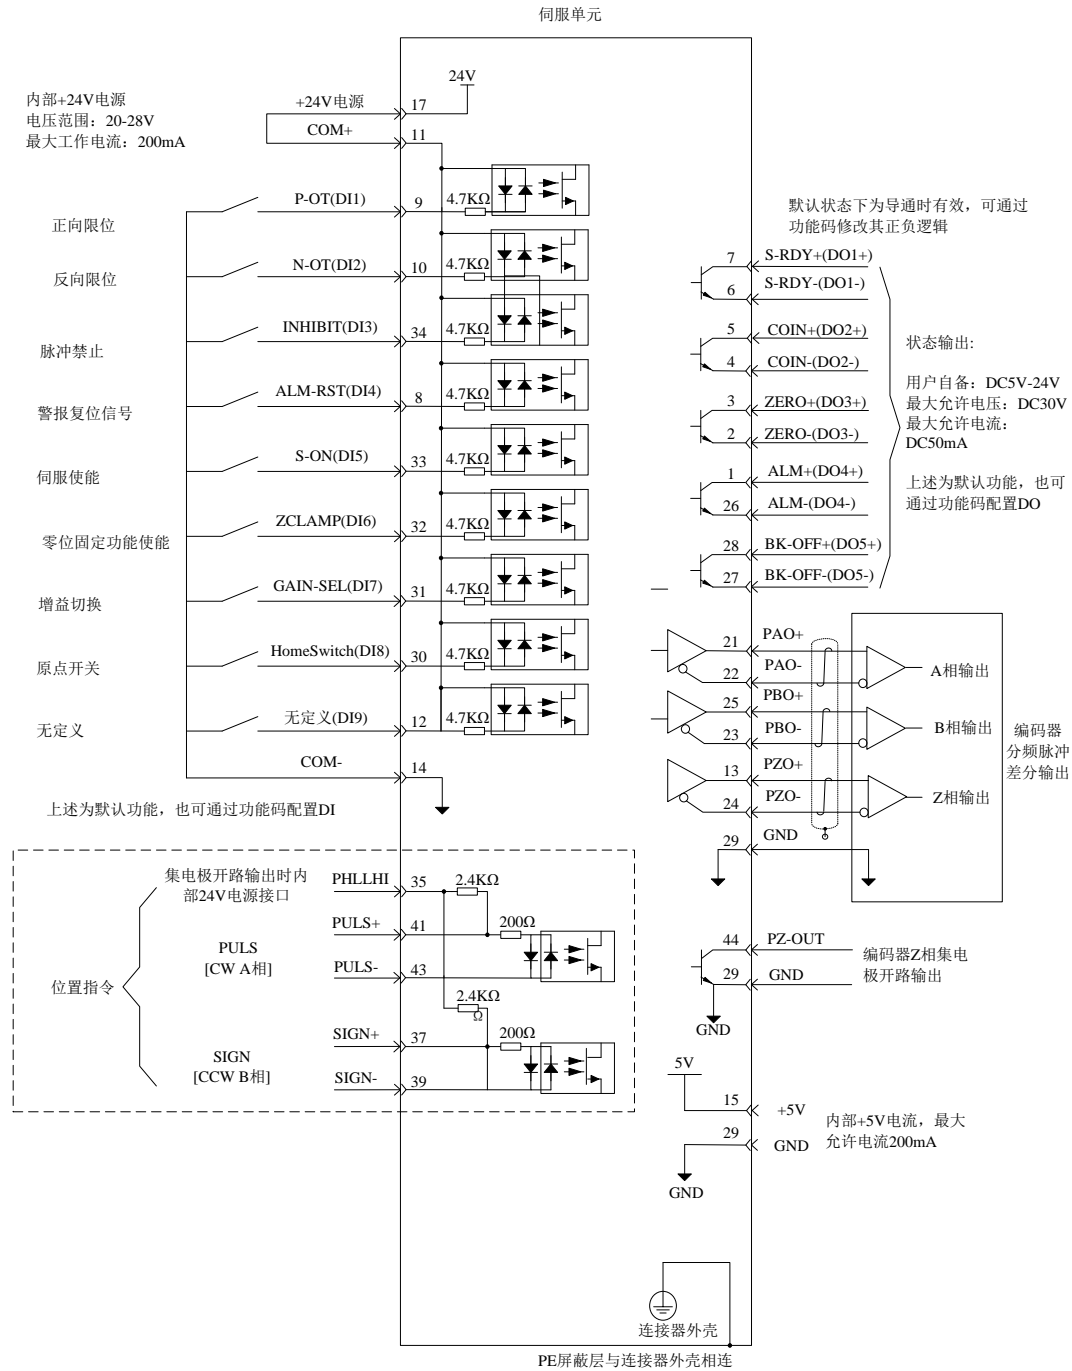 伺服单元
24V
内部+24V电源
电压范围：20-28V
最大工作电流：200mA
+24V电源
17
COM+
11
P-OT(DI1)
9
4.7KΩ
正向限位
N-OT(DI2)
10
4.7KΩ
反向限位
INHIBIT(DI3)
34
4.7KΩ
脉冲禁止
ALM-RST(DI4)
8
4.7KΩ
警报复位信号
S-ON(DI5)
33
4.7KΩ
伺服使能
ZCLAMP(DI6)
32
4.7KΩ
零位固定功能使能
GAIN-SEL(DI7)
31
4.7KΩ
增益切换
HomeSwitch(DI8)
30
4.7KΩ
原点开关
无定义(DI9)
12
4.7KΩ
无定义
COM-
14
上述为默认功能，也可通过功能码配置DI
默认状态下为导通时有效，可通过
功能码修改其正负逻辑
7
S-RDY+(DO1+)
6
S-RDY-(DO1-)
5
COIN+(DO2+)
4
COIN-(DO2-)
3
ZERO+(DO3+)
2
ZERO-(DO3-)
1
ALM+(DO4+)
26
ALM-(DO4-)
28
BK-OFF+(DO5+)
27
BK-OFF-(DO5-)
状态输出:
用户自备：DC5V-24V
最大允许电压：DC30V
最大允许电流：
DC50mA
上述为默认功能，也可
通过功能码配置DO
21
PAO+
22
PAO-
A相输出
25
PBO+
23
PBO-
B相输出
13
PZO+
24
PZO-
Z相输出
29
GND
编码器
分频脉冲
差分输出
集电极开路输出时内
部24V电源接口
PHLLHI
35
2.4KΩ
PULS+
41
200Ω
PULS
[CW A相]
PULS-
43
位置指令
2.4KΩ
Ω
SIGN+
37
200Ω
SIGN
[CCW B相]
SIGN-
39
44
PZ-OUT
29
GND
编码器Z相集电
极开路输出
GND
5V
15
+5V
29
GND
内部+5V电流，最大
允许电流200mA
GND
连接器外壳
PE屏蔽层与连接器外壳相连